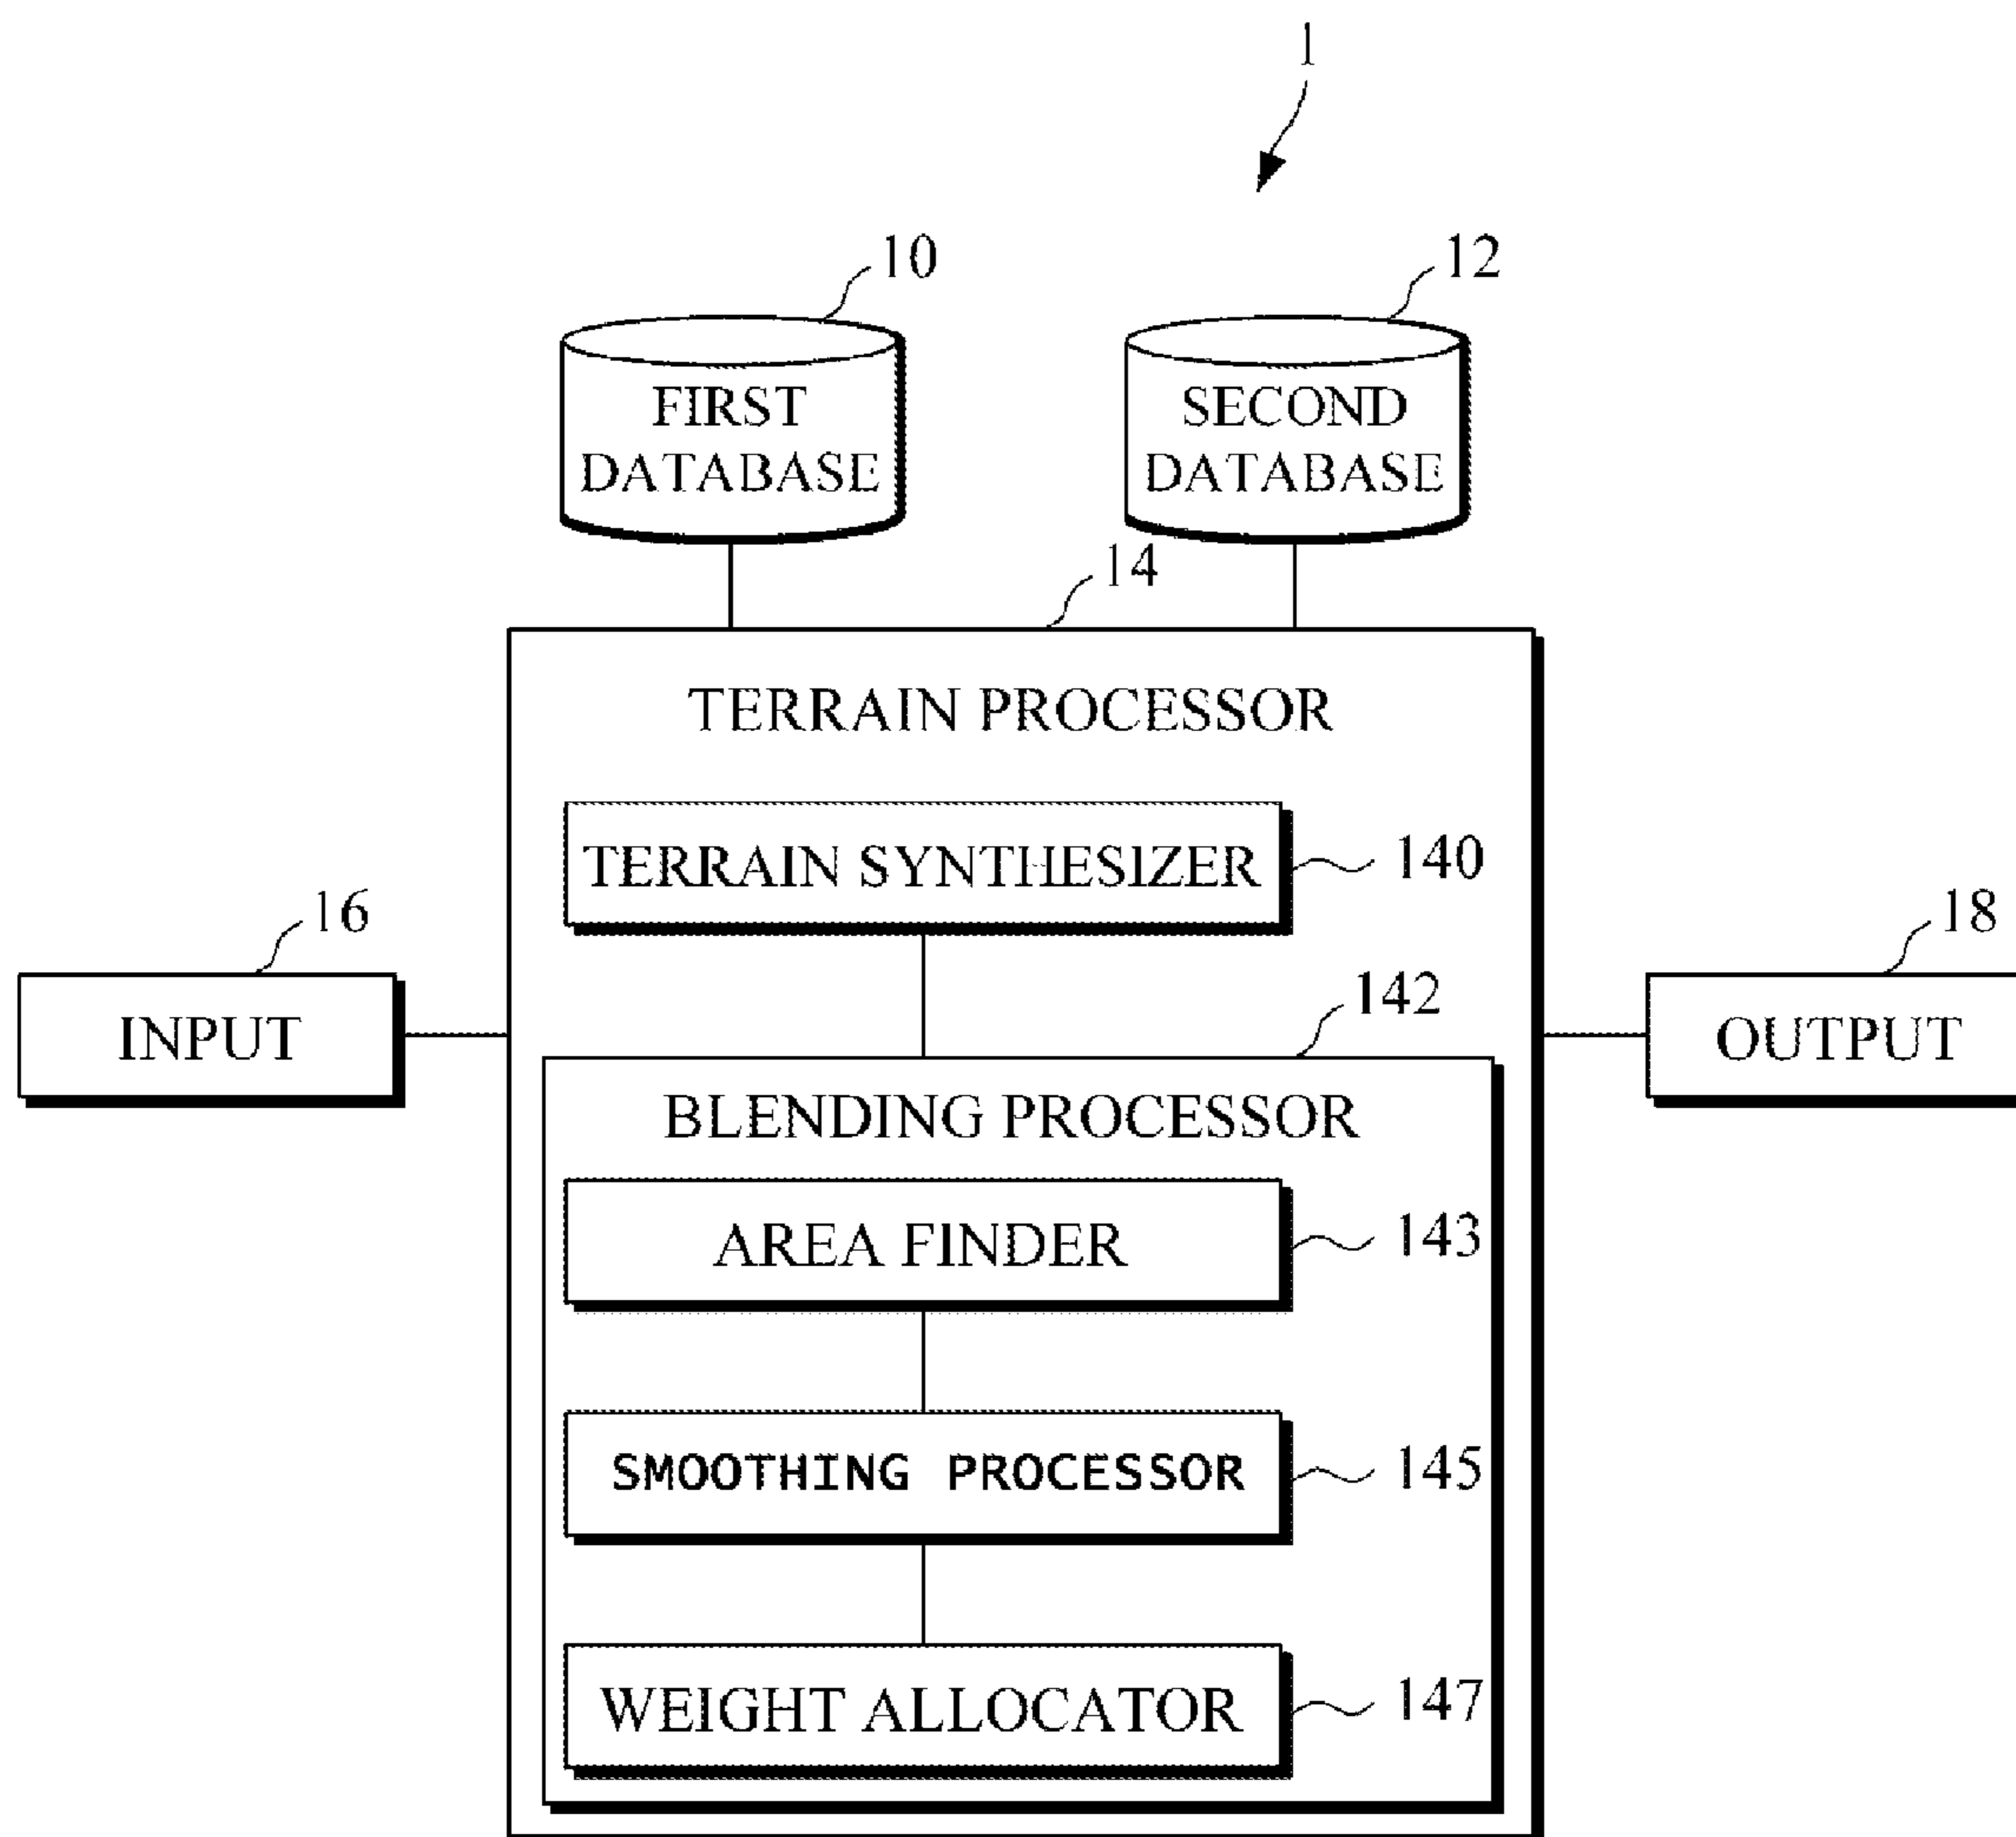 1
10
12
FIRST
DATABASE
SECOND
DATABASE
14
TERRAIN PROCESSOR
TERRAIN SYNTHESIZER
140
16
18
142
INPUT
OUTPUT
BLENDING PROCESSOR
AREA FINDER
143
SMOOTHING PROCESSOR
145
WEIGHT ALLOCATOR
147